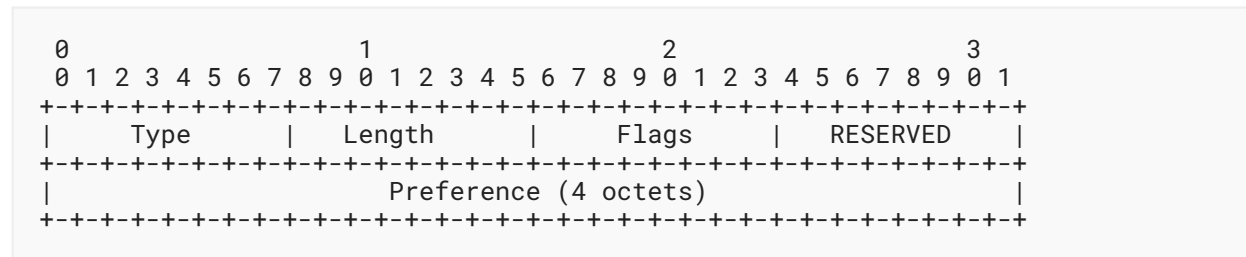 0                   1                   2                   3
 0 1 2 3 4 5 6 7 8 9 0 1 2 3 4 5 6 7 8 9 0 1 2 3 4 5 6 7 8 9 0 1
+-+-+-+-+-+-+-+-+-+-+-+-+-+-+-+-+-+-+-+-+-+-+-+-+-+-+-+-+-+-+-+-+
|     Type      |   Length      |     Flags     |   RESERVED    |
+-+-+-+-+-+-+-+-+-+-+-+-+-+-+-+-+-+-+-+-+-+-+-+-+-+-+-+-+-+-+-+-+
|                      Preference (4 octets)                    |
+-+-+-+-+-+-+-+-+-+-+-+-+-+-+-+-+-+-+-+-+-+-+-+-+-+-+-+-+-+-+-+-+